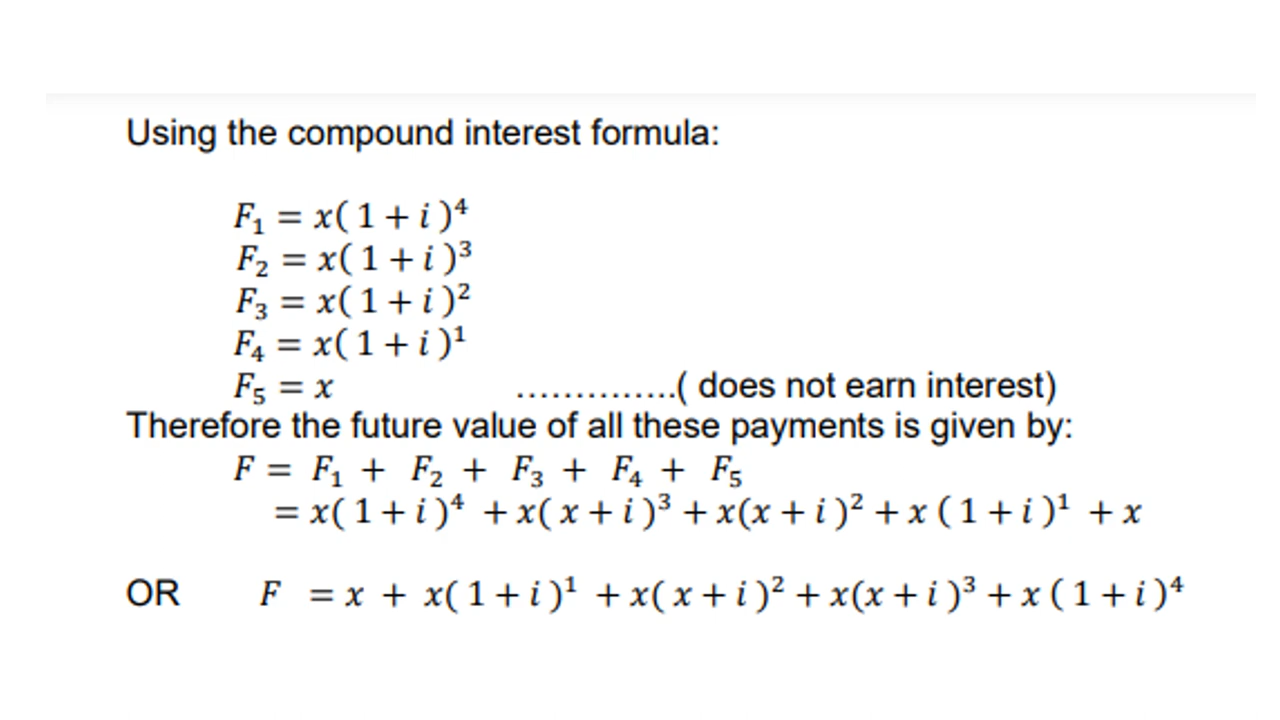 Using the compound interest formula:
F₁ = x( 1 + i )⁴
F₂ = x( 1 + i )³
F₃ = x( 1 + i )²
F₄ = x( 1 + i )¹
F₅ = x ..............( does not earn interest)
Therefore the future value of all these payments is given by:
F = F₁ + F₂ + F₃ + F₄ + F₅
= x( 1 + i )⁴ + x( x + i )³ + x(x + i )² + x ( 1 + i )¹ + x
OR F = x + x( 1 + i )¹ + x( x + i )² + x(x + i )³ + x ( 1 + i )⁴